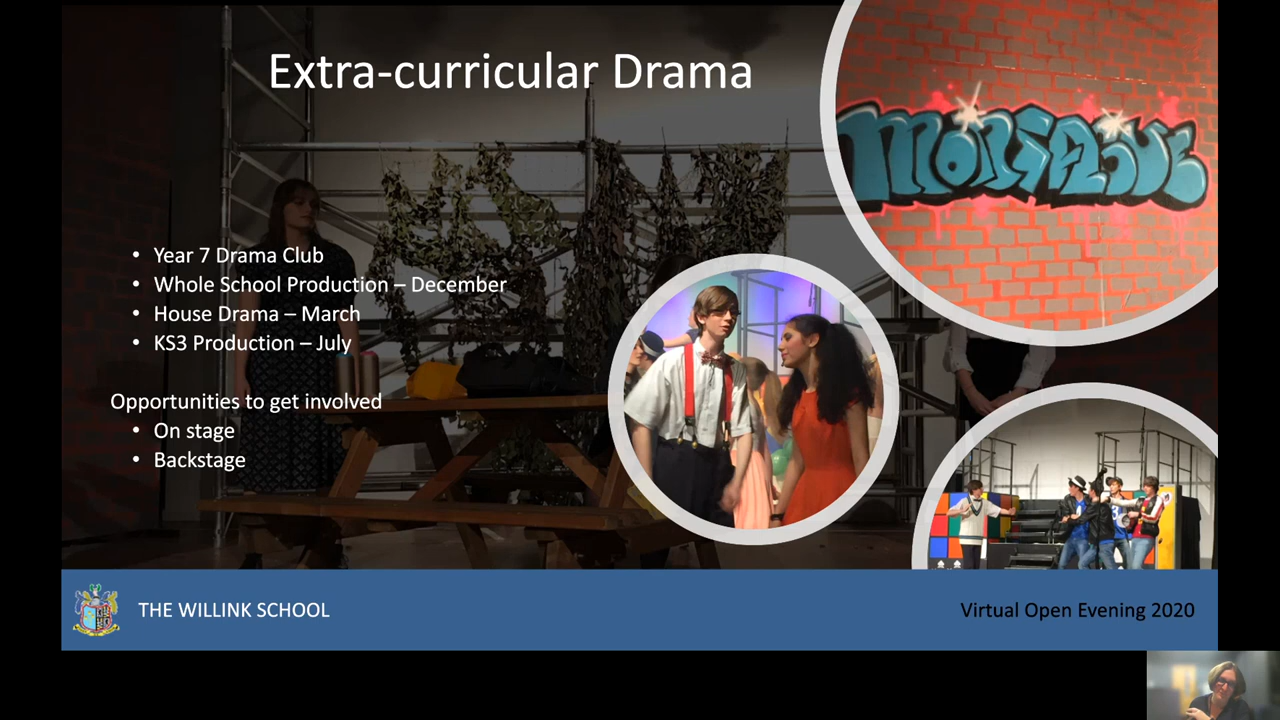 Extra-curricular Drama
• Year 7 Drama Club
• Whole School Production – December
• House Drama – March
• KS3 Production – July
Opportunities to get involved
• On stage
• Backstage
THE WILLINK SCHOOL
Virtual Open Evening 2020